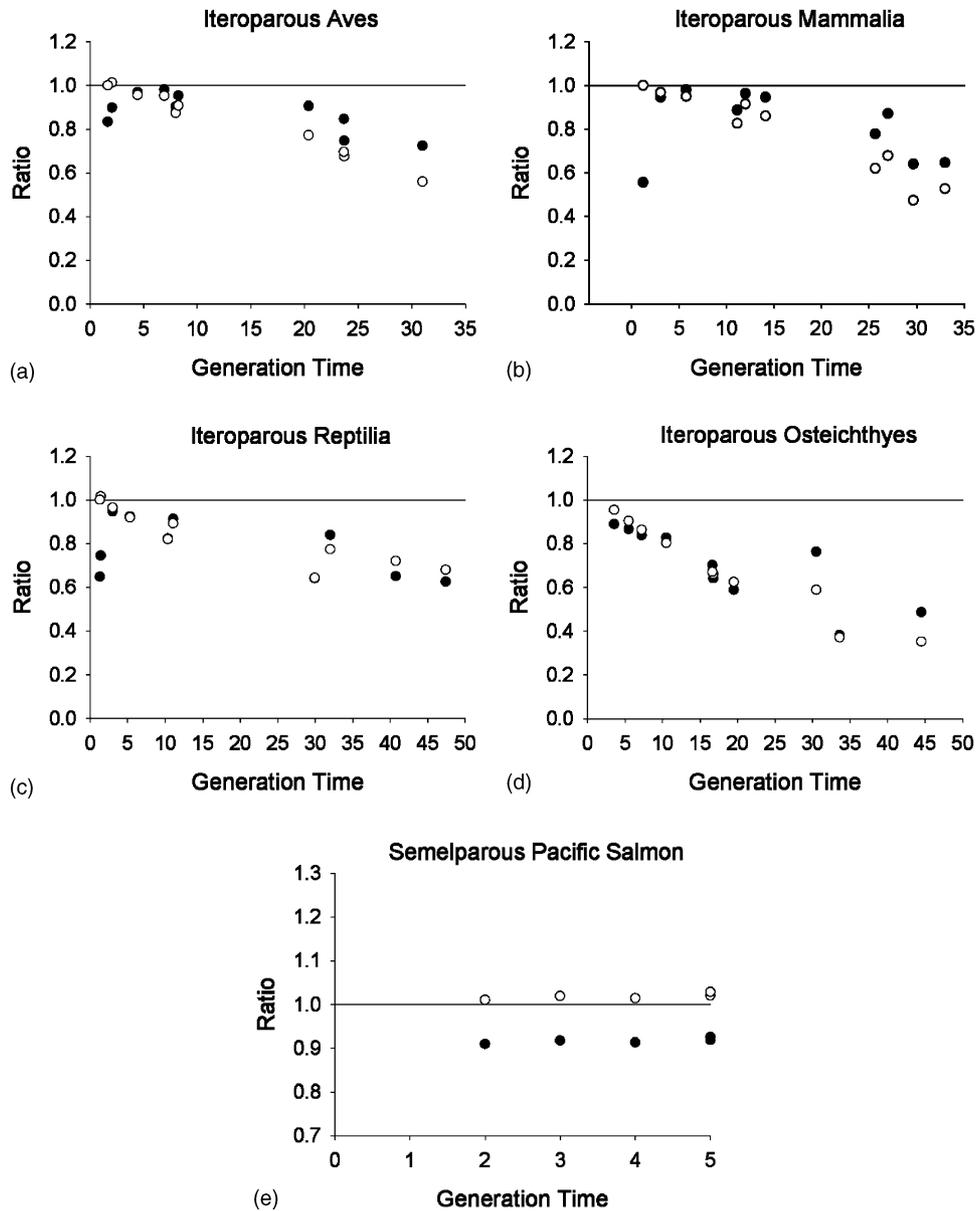 Iteroparous Aves
1.2
1.0
0.8
0.6
0.4
0.2
0.0
Ratio
0 5 10 15 20 25 30 35
Generation Time
(a)
Iteroparous Mammalia
1.2
1.0
0.8
0.6
0.4
0.2
0.0
Ratio
0 5 10 15 20 25 30 35
Generation Time
(b)
Iteroparous Reptilia
1.2
1.0
0.8
0.6
0.4
0.2
0.0
Ratio
0 5 10 15 20 25 30 35 40 45 50
Generation Time
(c)
Iteroparous Osteichthyes
1.2
1.0
0.8
0.6
0.4
0.2
0.0
Ratio
0 5 10 15 20 25 30 35 40 45 50
Generation Time
(d)
Semelparous Pacific Salmon
1.3
1.2
1.1
1.0
0.9
0.8
0.7
Ratio
0 1 2 3 4 5
Generation Time
(e)